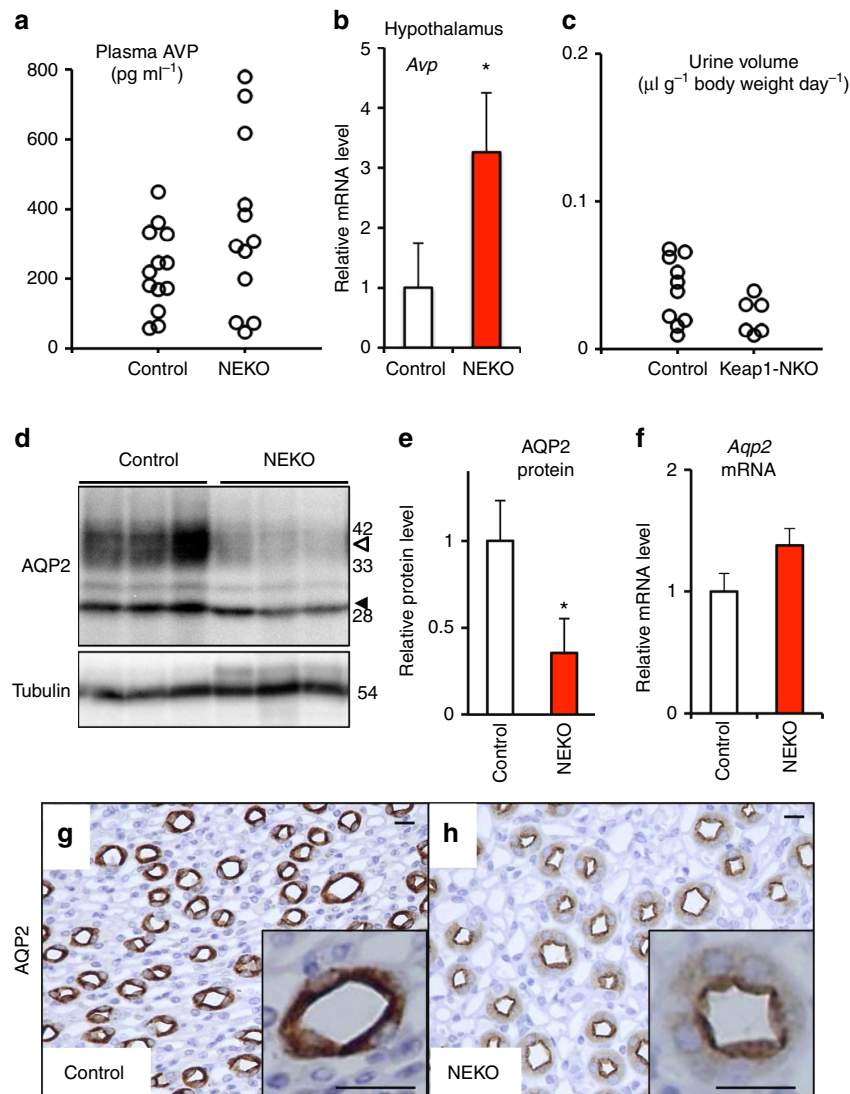 a
Plasma AVP
(pg ml⁻¹)
800
600
400
200
0
Control NEKO
b
Hypothalamus
Avp
*
Relative mRNA level
5
4
3
2
1
0
Control NEKO
c
Urine volume
(μl g⁻¹ body weight day⁻¹)
0.2
0.1
0
Control Keap1-NKO
d
Control NEKO
AQP2
42
33
28
Tubulin
54
e
AQP2
protein
Relative protein level
1
0.5
0
*
Control
NEKO
f
Aqp2
mRNA
Relative mRNA level
2
1
0
Control
NEKO
AQP2
g
Control
h
NEKO